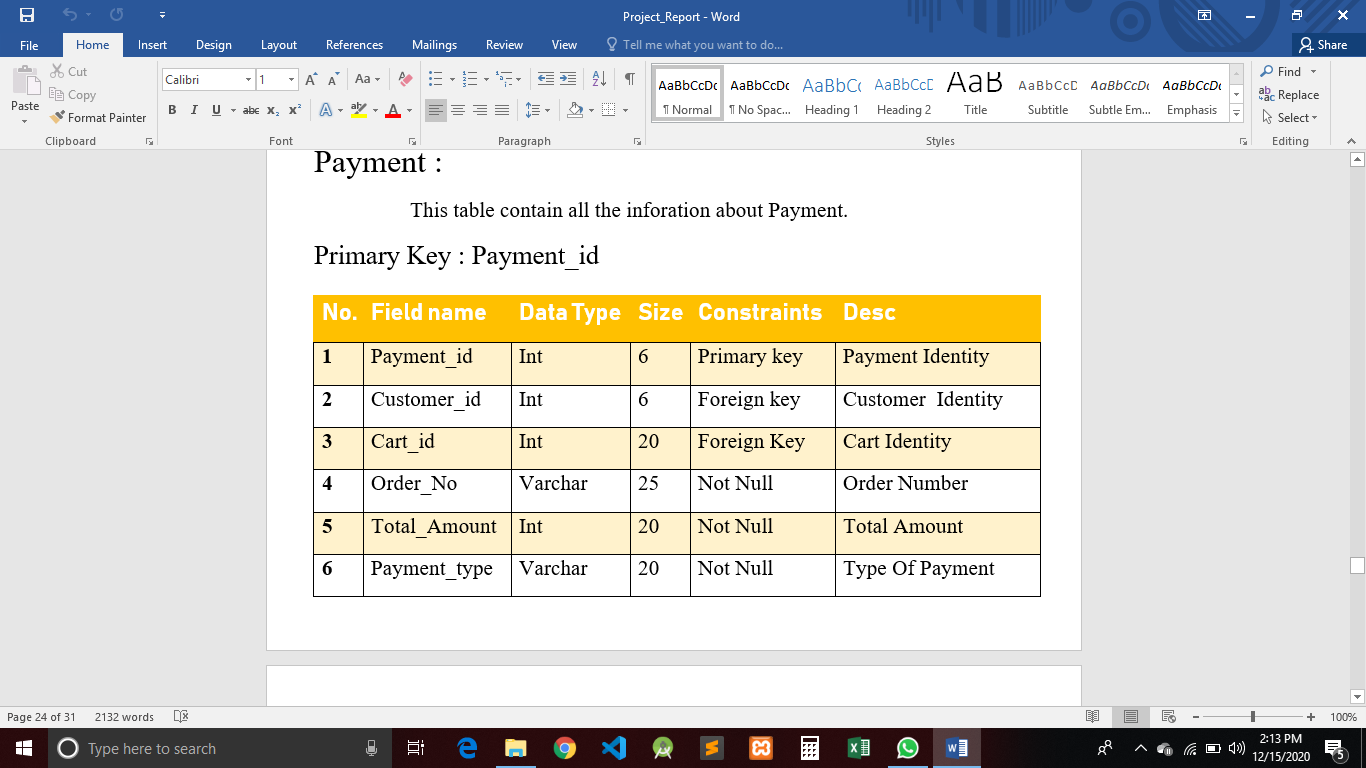 Project_Report - Word
File Home Insert Design Layout References Mailings Review View Tell me what you want to do... Share
Paste Cut Copy Format Painter
Calibri 1 A A Aa
B I U abc x₂ x² A ab A
AaBbCcDc AaBbCcDc AaBbCc AaBbCcD AaB AaBbCcD AaBbCcDc AaBbCcDc
¶ Normal ¶ No Spac... Heading 1 Heading 2 Title Subtitle Subtle Em... Emphasis
Find Replace Select
Clipboard Font Paragraph Styles Editing
Payment :
This table contain all the inforation about Payment.
Primary Key : Payment_id
No. Field name Data Type Size Constraints Desc
1 Payment_id Int 6 Primary key Payment Identity
2 Customer_id Int 6 Foreign key Customer  Identity
3 Cart_id Int 20 Foreign Key Cart Identity
4 Order_No Varchar 25 Not Null Order Number
5 Total_Amount Int 20 Not Null Total Amount
6 Payment_type Varchar 20 Not Null Type Of Payment
Page 24 of 31 2132 words 100%
Type here to search
2:13 PM
12/15/2020
5